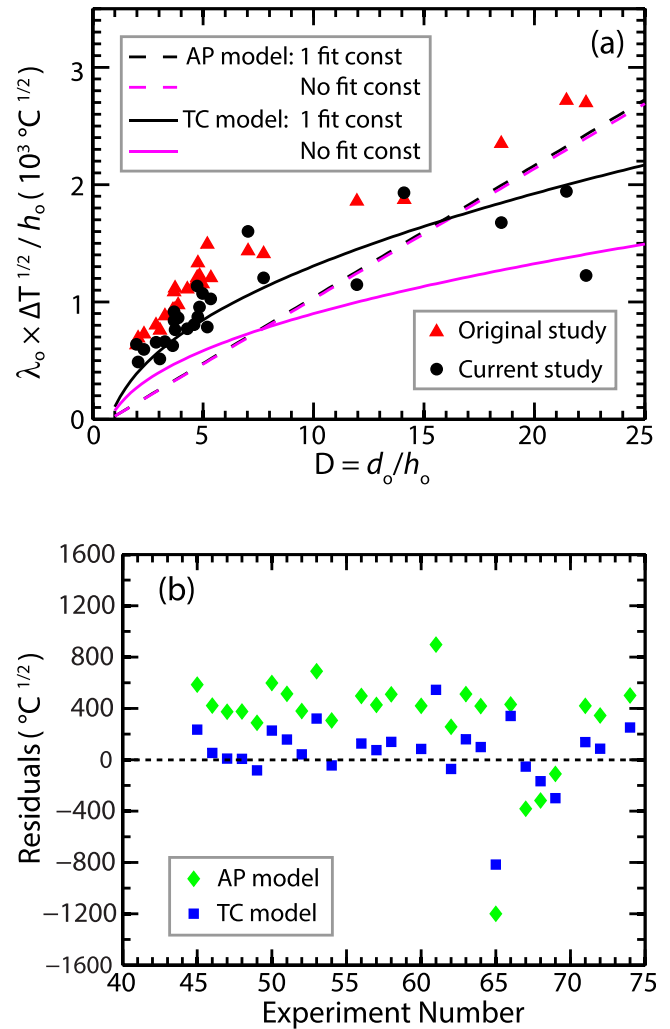 (a)
AP model: 1 fit const
No fit const
TC model: 1 fit const
No fit const
λₒ × ΔT ¹/² / hₒ ( 10³ °C ¹/² )
3
2
1
0
Original study
Current study
0 5 10 15 20 25
D = dₒ/hₒ
(b)
Residuals ( °C ¹/² )
1600
1200
800
400
0
−400
−800
−1200
−1600
AP model
TC model
40 45 50 55 60 65 70 75
Experiment Number